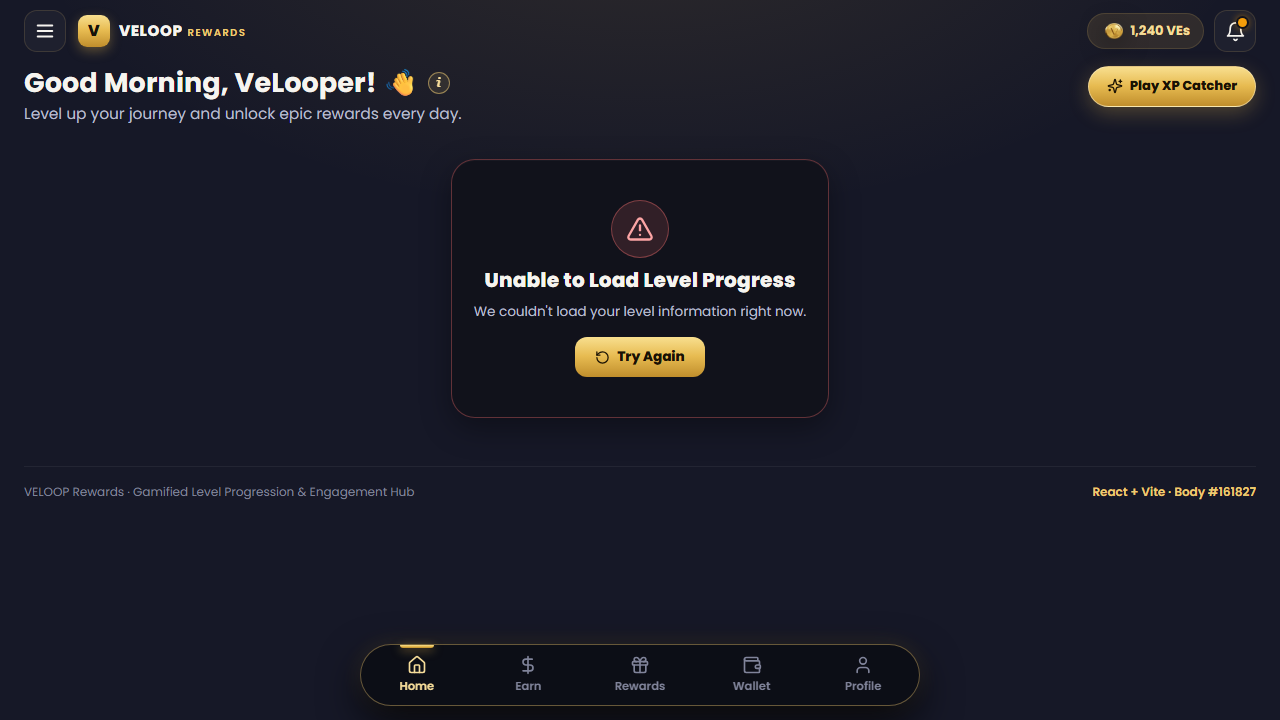 V VELOOP REWARDS
1,240 VEs
Good Morning, VeLooper! 👋 i
Play XP Catcher
Level up your journey and unlock epic rewards every day.
Unable to Load Level Progress
We couldn't load your level information right now.
Try Again
VELOOP Rewards · Gamified Level Progression & Engagement Hub
React + Vite · Body #161827
Home
Earn
Rewards
Wallet
Profile